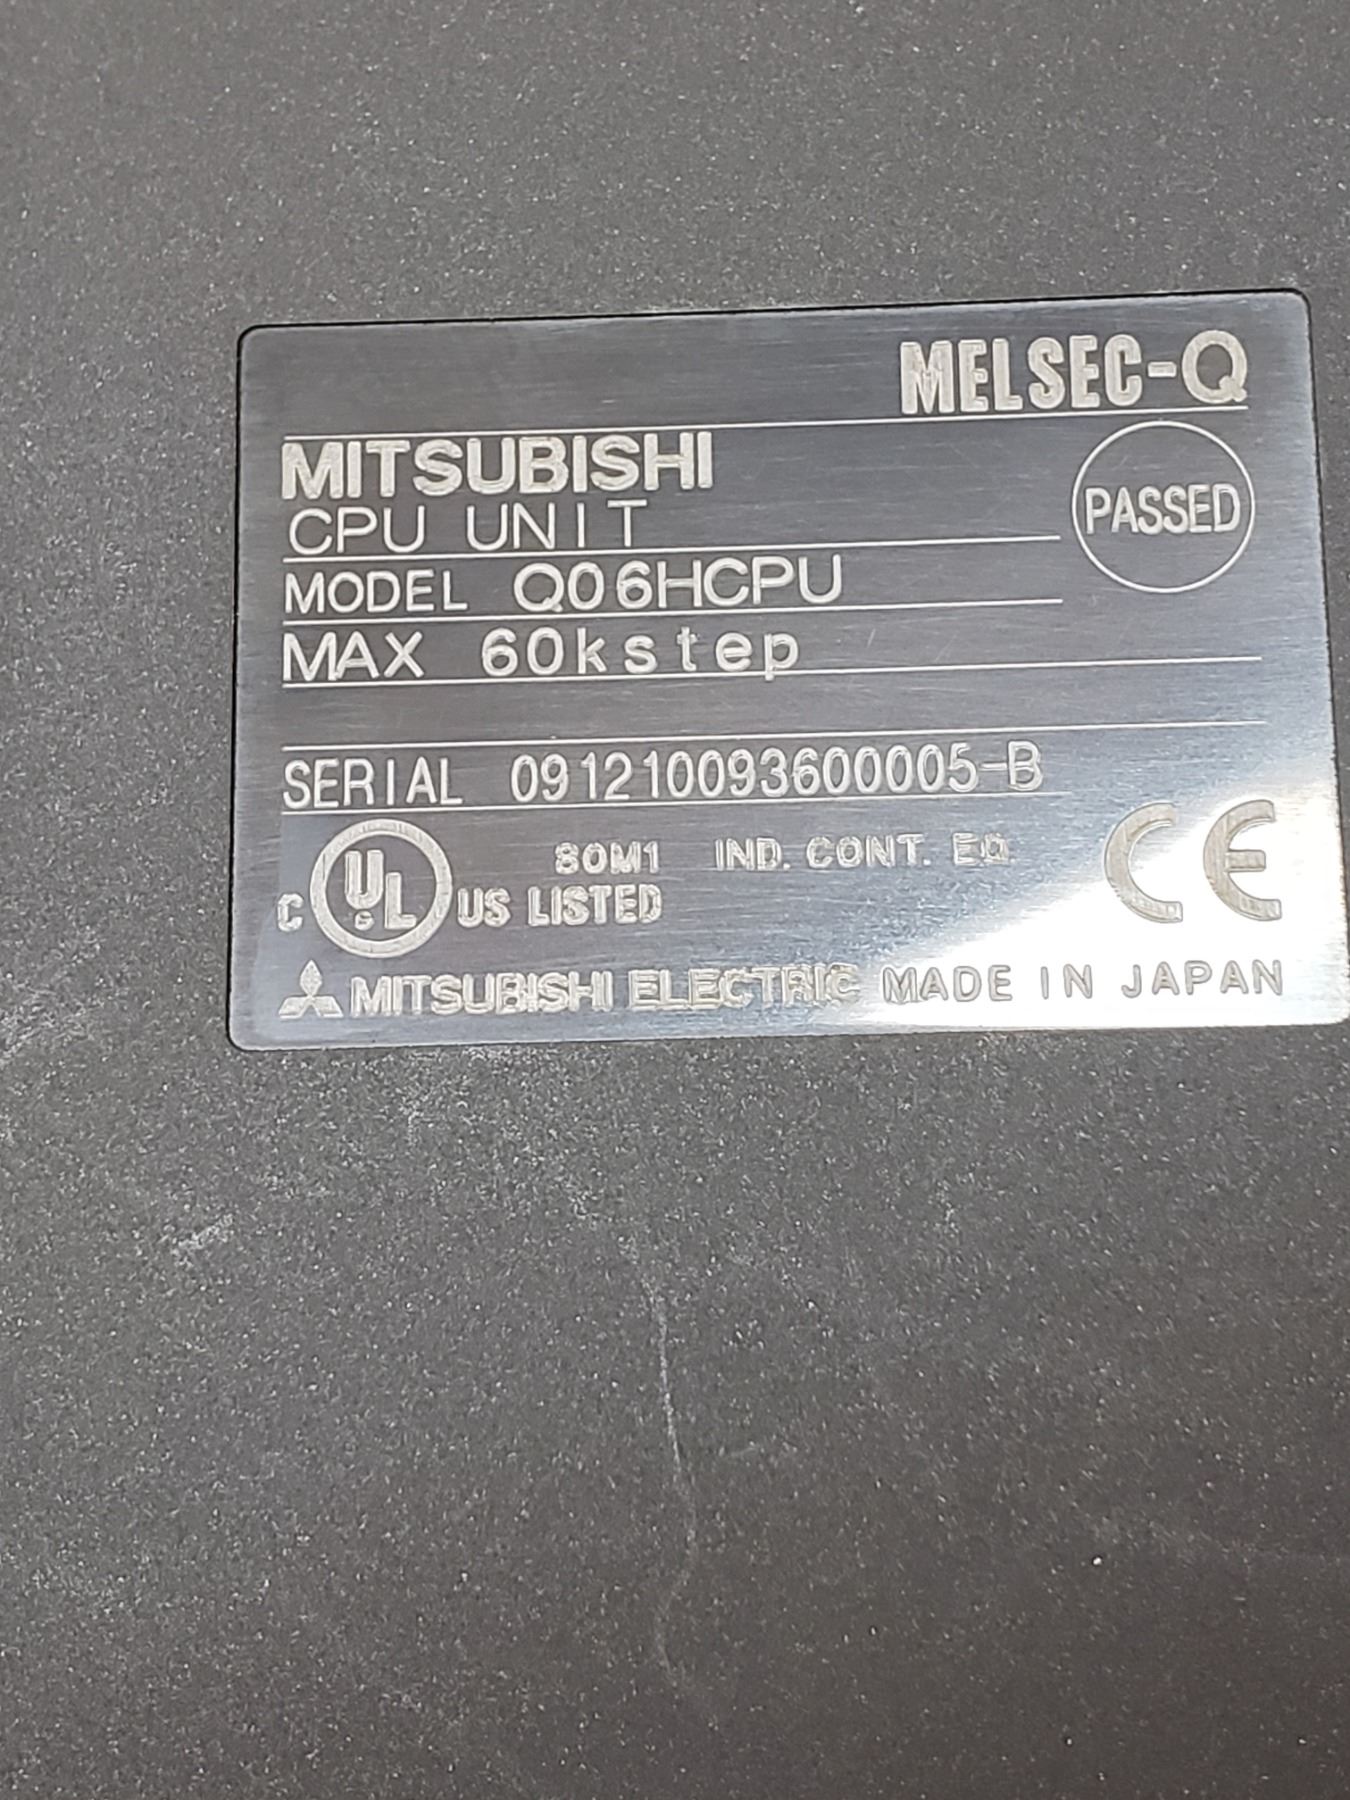 MELSEC-Q
MITSUBISHI
CPU UNIT
PASSED
MODEL Q06HCPU
MAX 60kstep
SERIAL 091210093600005-B
C UL US LISTED
80M1 IND. CONT. EQ
CE
MITSUBISHI ELECTRIC MADE IN JAPAN